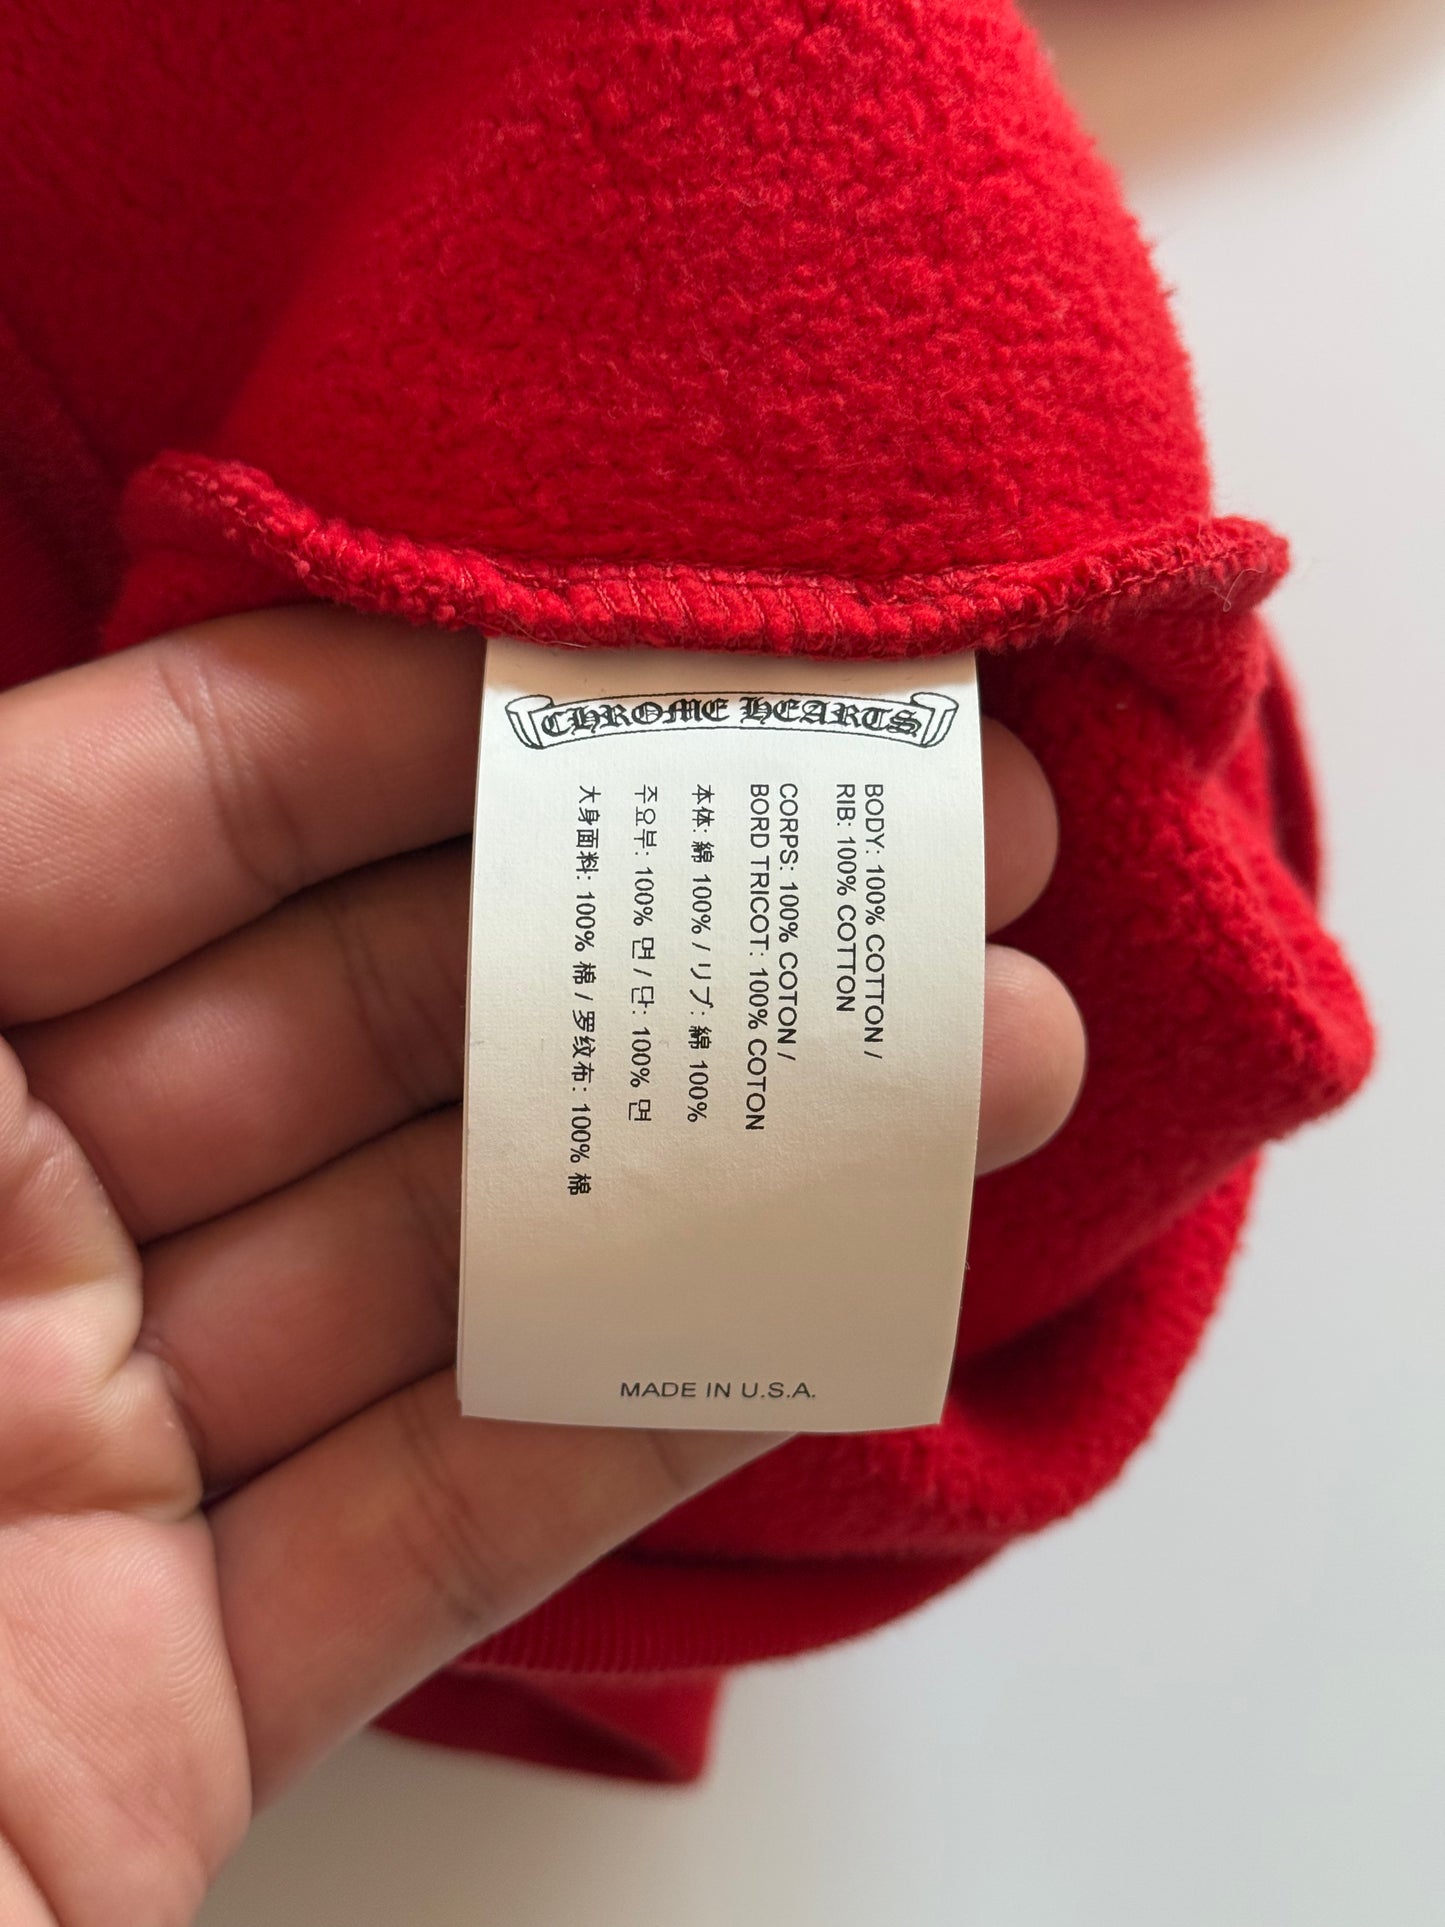 CHROME HEARTS
BODY: 100% COTTON /
RIB: 100% COTTON
CORPS: 100% COTON /
BORD TRICOT: 100% COTON
本体: 綿 100% / リブ: 綿 100%
주요부: 100% 면 / 단: 100% 면
大身面料: 100% 棉 / 罗纹布: 100% 棉
MADE IN U.S.A.